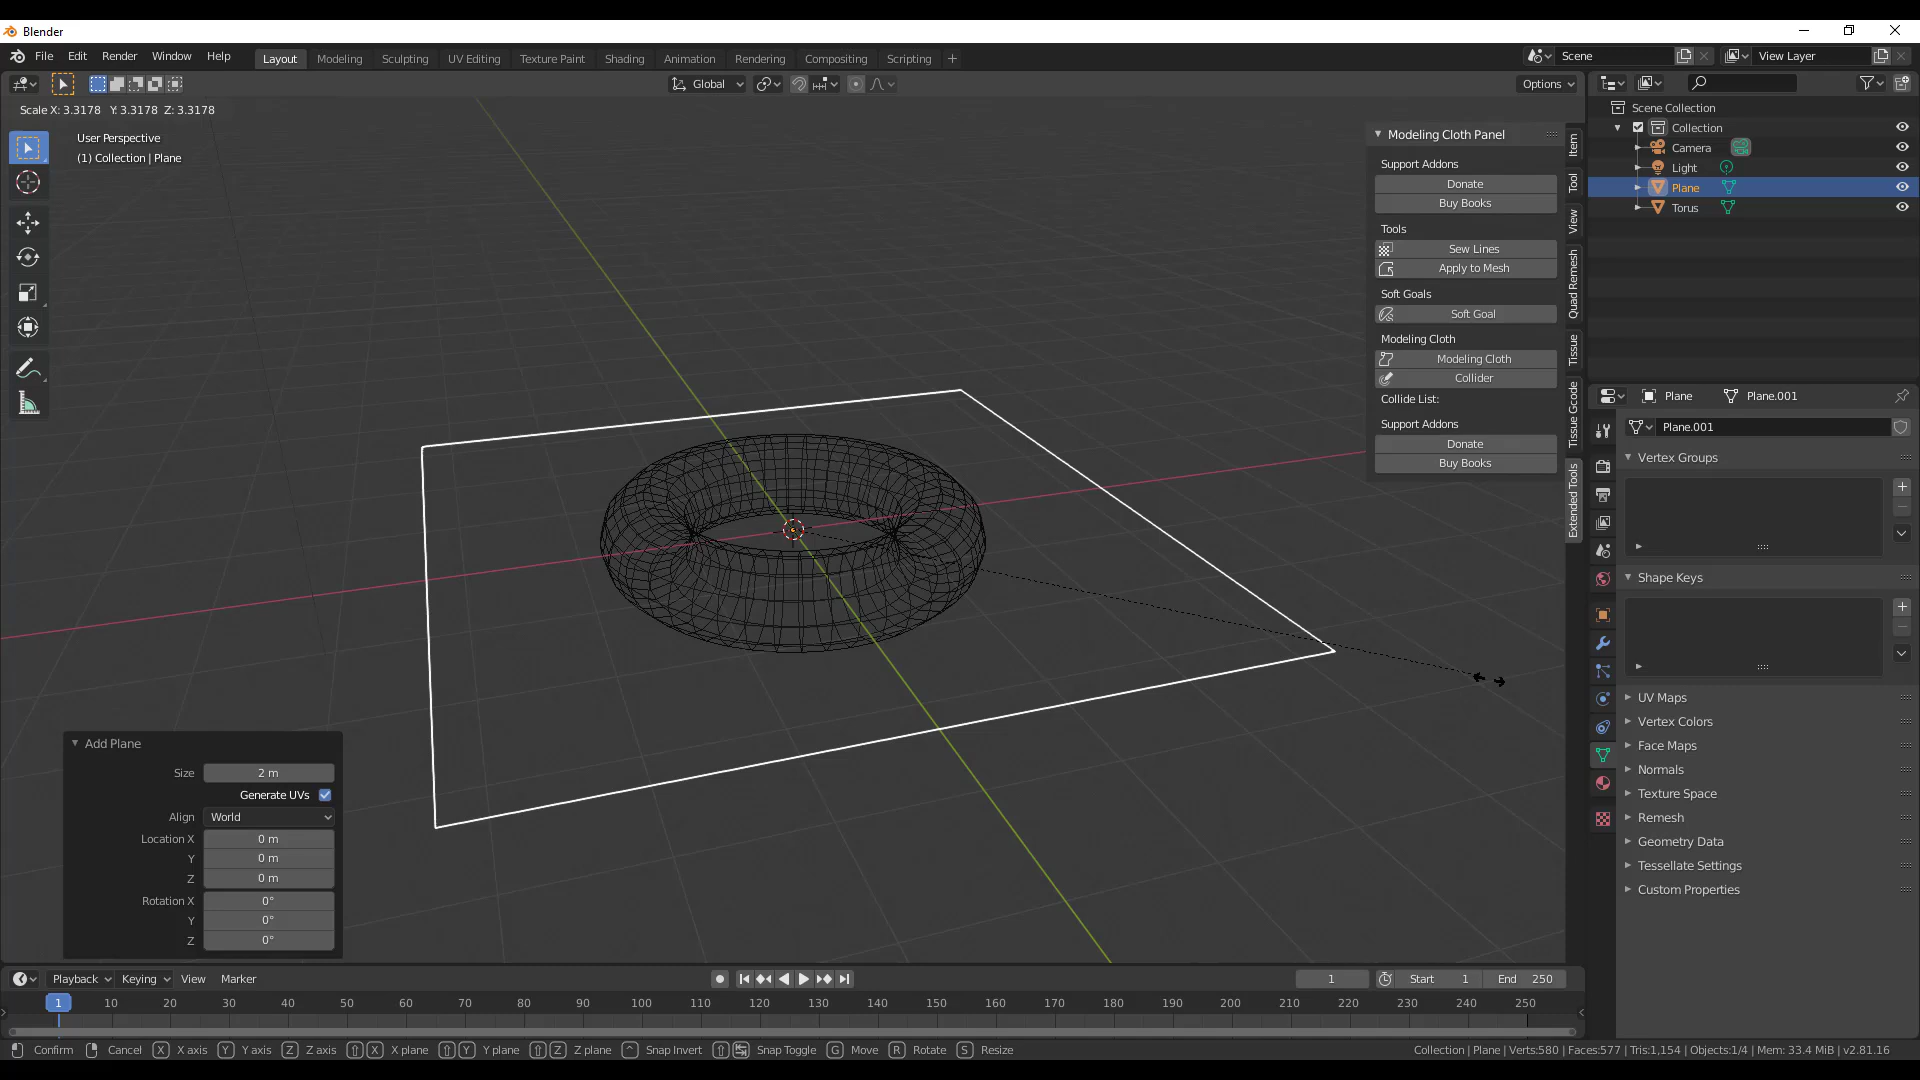 Blender
File Edit Render Window Help
Layout Modeling Sculpting UV Editing Texture Paint Shading Animation Rendering Compositing Scripting +
Scene
View Layer
Global
Options
Scale X: 3.3178 Y: 3.3178 Z: 3.3178
User Perspective
(1) Collection | Plane
Modeling Cloth Panel
Support Addons
Donate
Buy Books
Tools
Sew Lines
Apply to Mesh
Soft Goals
Soft Goal
Modeling Cloth
Modeling Cloth
Collider
Collide List:
Support Addons
Donate
Buy Books
Item
Tool
View
Quad Remesh
Tissue
Tissue Gcode
Extended Tools
Scene Collection
Collection
Camera
Light
Plane
Torus
Plane Plane.001
Plane.001
Vertex Groups
Shape Keys
UV Maps
Vertex Colors
Face Maps
Normals
Texture Space
Remesh
Geometry Data
Tessellate Settings
Custom Properties
Add Plane
Size 2 m
Generate UVs
Align World
Location X 0 m
Y 0 m
Z 0 m
Rotation X 0°
Y 0°
Z 0°
Playback Keying View Marker
1 Start 1 End 250
1 10 20 30 40 50 60 70 80 90 100 110 120 130 140 150 160 170 180 190 200 210 220 230 240 250
Confirm Cancel X X axis Y Y axis Z Z axis X X plane Y Y plane Z Z plane ^ Snap Invert Snap Toggle G Move R Rotate S Resize
Collection | Plane | Verts:580 | Faces:577 | Tris:1,154 | Objects:1/4 | Mem: 33.4 MiB | v2.81.16